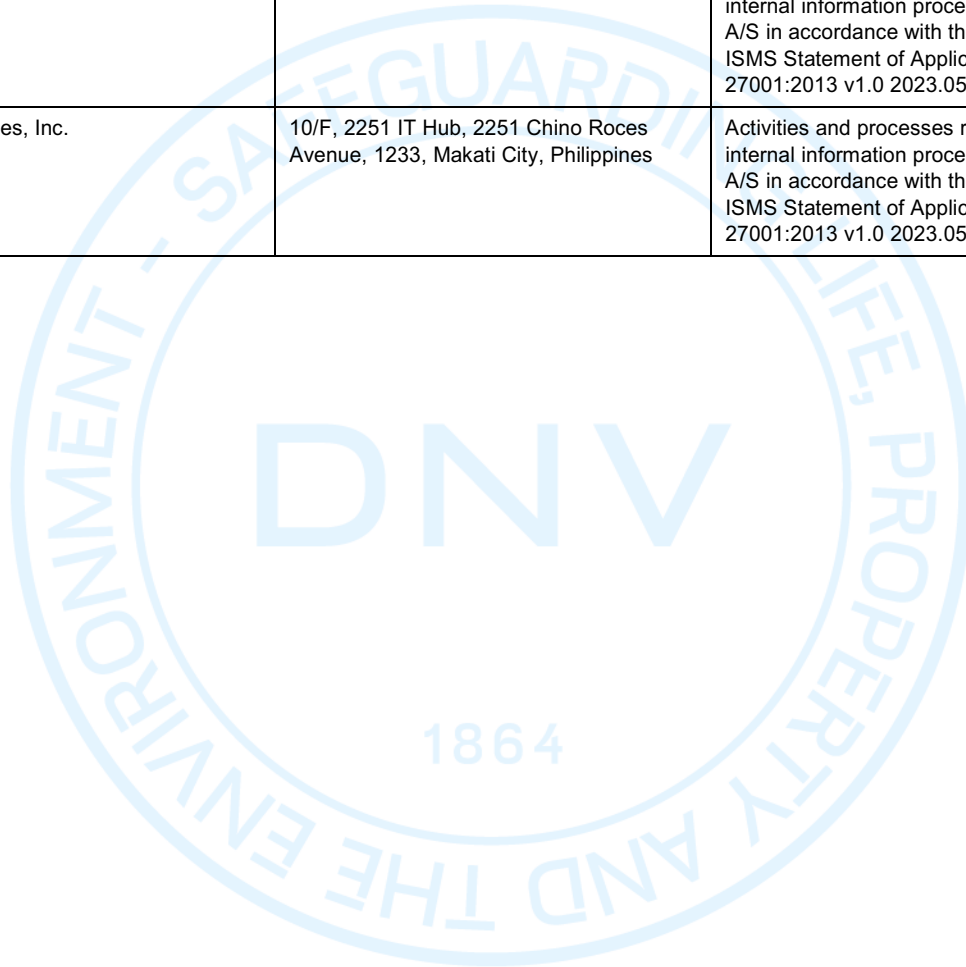 internal information proce
A/S in accordance with th
ISMS Statement of Applic
27001:2013 v1.0 2023.05
es, Inc.
10/F, 2251 IT Hub, 2251 Chino Roces
Avenue, 1233, Makati City, Philippines
Activities and processes r
internal information proce
A/S in accordance with th
ISMS Statement of Applic
27001:2013 v1.0 2023.05
SAFEGUARDING LIFE, PROPERTY AND THE ENVIRONMENT -
DNV
1864